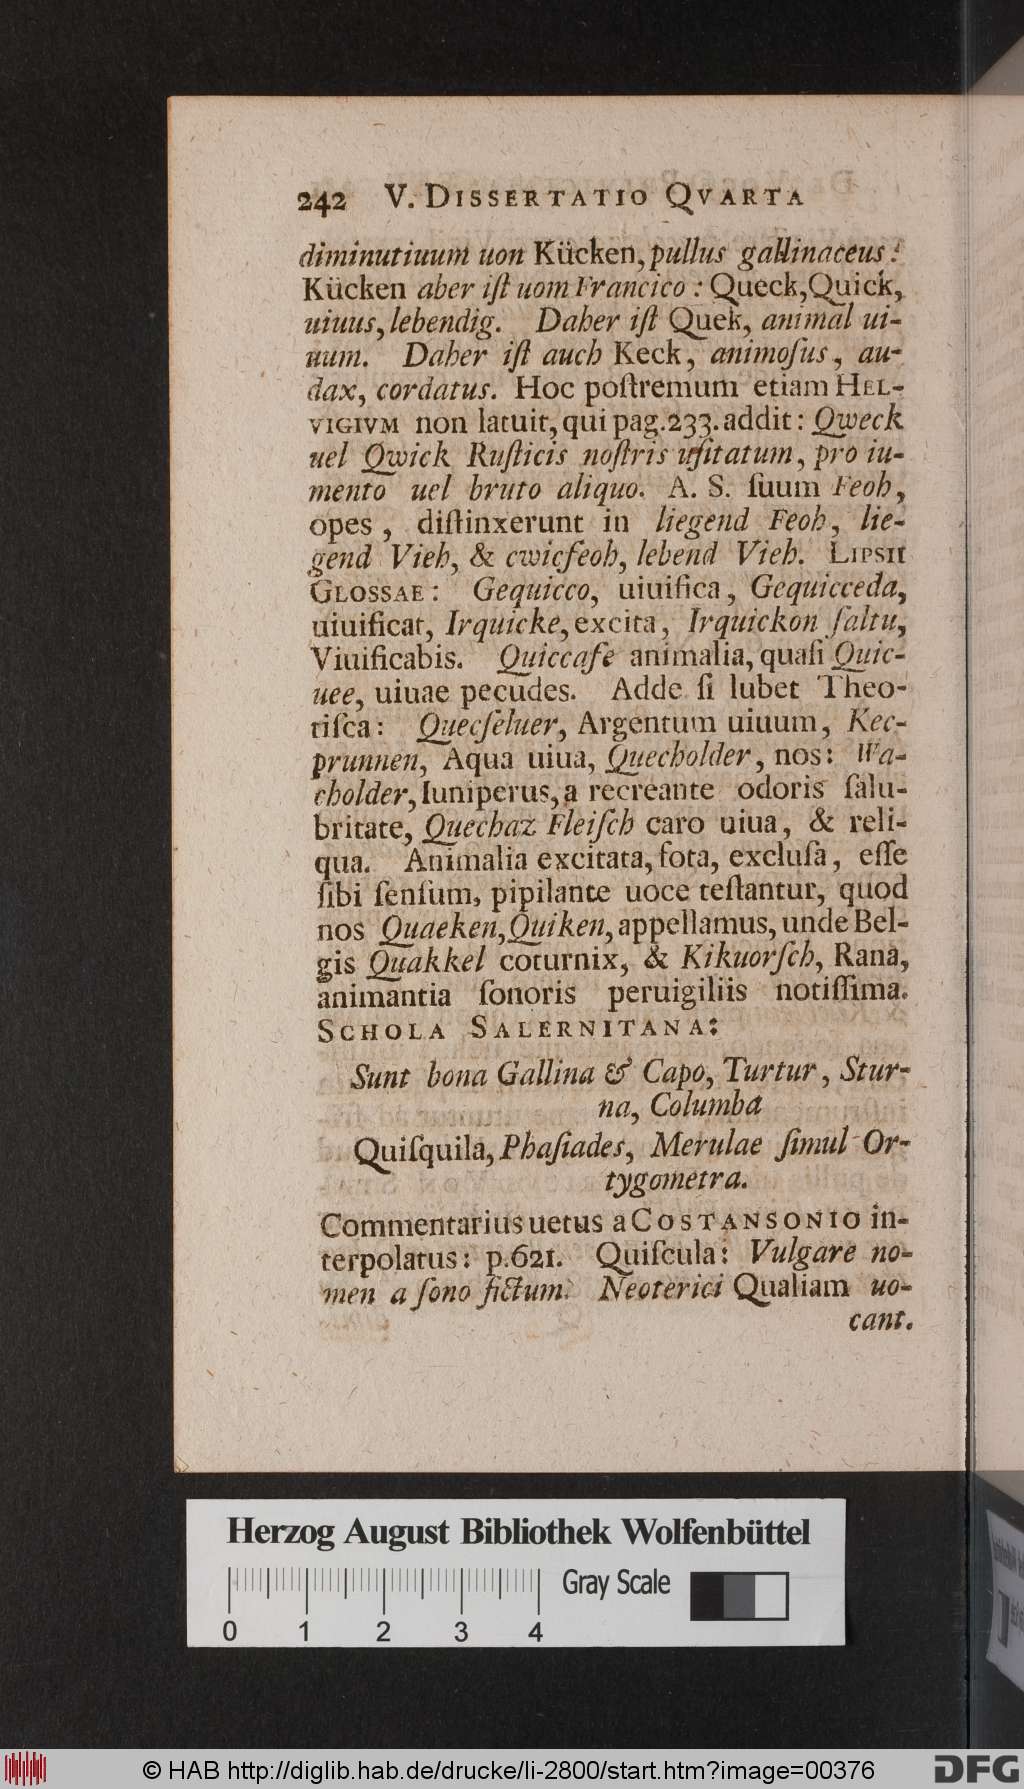 242 V. DISSERTATIO QVARTA
diminutiuum uon Kücken, pullus gallinaceus:
Kücken aber iſt uom Francico: Queck, Quick,
uiuus, lebendig. Daher iſt Quek, animal ui-
uum. Daher iſt auch Keck, animoſus, au-
dax, cordatus. Hoc poſtremum etiam HEL-
VIGIVM non latuit, qui pag. 233. addit: Qweck
uel Qwick Ruſticis noſtris uſitatum, pro iu-
mento uel bruto aliquo. A. S. ſuum Feoh,
opes, diſtinxerunt in liegend Feoh, lie-
gend Vieh, & cwicfeoh, lebend Vieh. LIPSII
GLOSSAE: Gequicco, uiuifica, Gequicceda,
uiuificat, Irquicke, excita, Irquickon ſaltu,
Viuificabis. Quiccafe animalia, quaſi Quic-
uee, uiuae pecudes. Adde ſi lubet Theo-
tiſca: Quecſeluer, Argentum uiuum, Kec-
prunnen, Aqua uiua, Quecholder, nos: Wa-
cholder, Iuniperus, a recreante odoris ſalu-
britate, Quechaz Fleiſch caro uiua, & reli-
qua. Animalia excitata, fota, excluſa, eſſe
ſibi ſenſum, pipilante uoce teſtantur, quod
nos Quaeken, Quiken, appellamus, unde Bel-
gis Quakkel coturnix, & Kikuorſch, Rana,
animantia ſonoris peruigiliis notiſſima.
SCHOLA SALERNITANA:
Sunt bona Gallina & Capo, Turtur, Stur-
na, Columba
Quiſquila, Phaſiades, Merulae ſimul Or-
tygometra.
Commentarius uetus a COSTANSONIO in-
terpolatus: p. 621. Quiſcula: Vulgare no-
men a ſono fictum. Neoterici Qualiam uo-
cant.
Herzog August Bibliothek Wolfenbüttel
Gray Scale
0 1 2 3 4
© HAB http://diglib.hab.de/drucke/li-2800/start.htm?image=00376
DFG